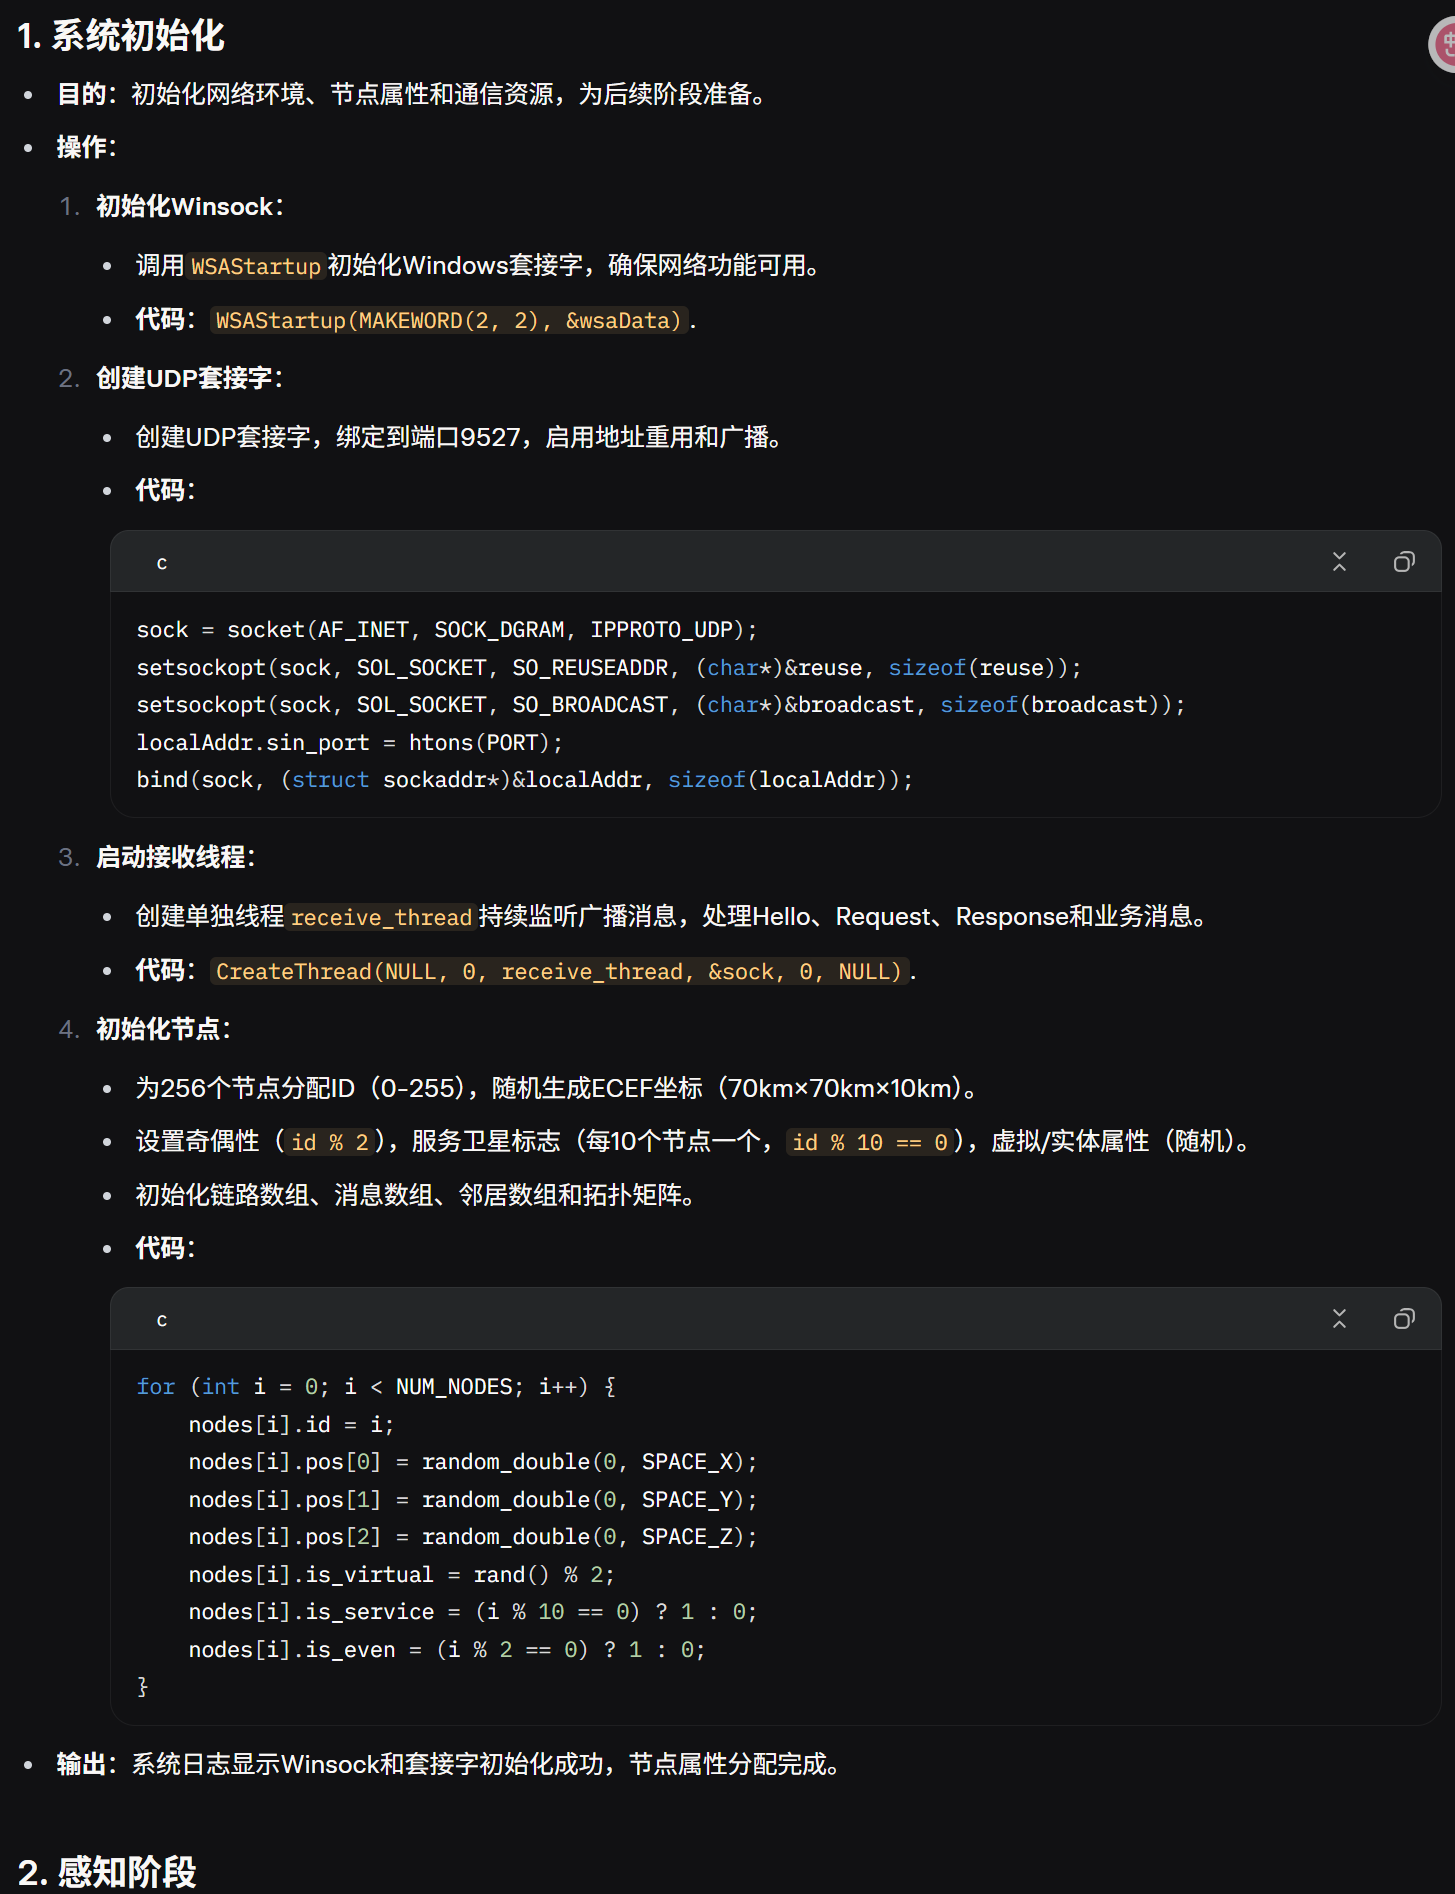 1. 系统初始化
目的：初始化网络环境、节点属性和通信资源，为后续阶段准备。
操作：
1. 初始化Winsock：
调用 WSAStartup 初始化Windows套接字，确保网络功能可用。
代码： WSAStartup(MAKEWORD(2, 2), &wsaData) .
2. 创建UDP套接字：
创建UDP套接字，绑定到端口9527，启用地址重用和广播。
代码：
c
sock = socket(AF_INET, SOCK_DGRAM, IPPROTO_UDP);
setsockopt(sock, SOL_SOCKET, SO_REUSEADDR, (char*)&reuse, sizeof(reuse));
setsockopt(sock, SOL_SOCKET, SO_BROADCAST, (char*)&broadcast, sizeof(broadcast));
localAddr.sin_port = htons(PORT);
bind(sock, (struct sockaddr*)&localAddr, sizeof(localAddr));
3. 启动接收线程：
创建单独线程 receive_thread 持续监听广播消息，处理Hello、Request、Response和业务消息。
代码： CreateThread(NULL, 0, receive_thread, &sock, 0, NULL) .
4. 初始化节点：
为256个节点分配ID（0-255），随机生成ECEF坐标（70km×70km×10km）。
设置奇偶性（ id % 2 ），服务卫星标志（每10个节点一个， id % 10 == 0 ），虚拟/实体属性（随机）。
初始化链路数组、消息数组、邻居数组和拓扑矩阵。
代码：
c
for (int i = 0; i < NUM_NODES; i++) {
    nodes[i].id = i;
    nodes[i].pos[0] = random_double(0, SPACE_X);
    nodes[i].pos[1] = random_double(0, SPACE_Y);
    nodes[i].pos[2] = random_double(0, SPACE_Z);
    nodes[i].is_virtual = rand() % 2;
    nodes[i].is_service = (i % 10 == 0) ? 1 : 0;
    nodes[i].is_even = (i % 2 == 0) ? 1 : 0;
}
输出：系统日志显示Winsock和套接字初始化成功，节点属性分配完成。
2. 感知阶段